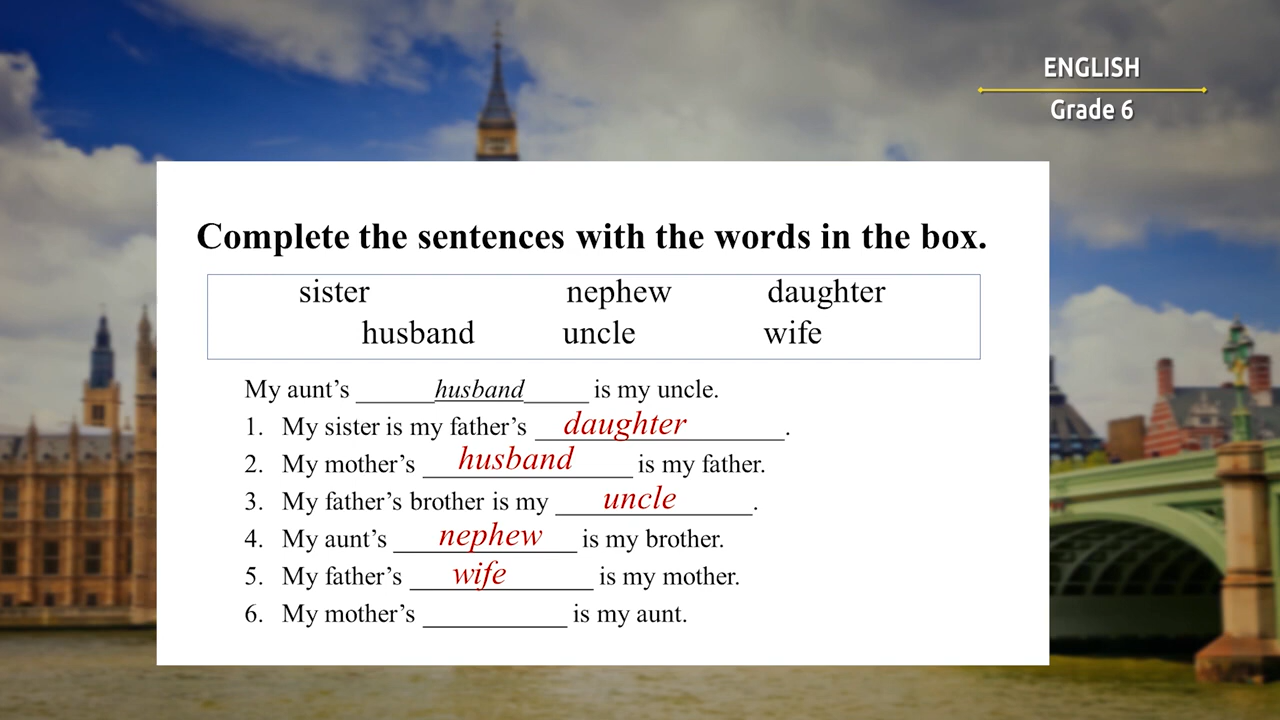 ENGLISH
Grade 6
Complete the sentences with the words in the box.
sister nephew daughter
husband uncle wife
My aunt’s ______husband_____ is my uncle.
1. My sister is my father’s daughter.
2. My mother’s husband is my father.
3. My father’s brother is my uncle.
4. My aunt’s nephew is my brother.
5. My father’s wife is my mother.
6. My mother’s ___________ is my aunt.